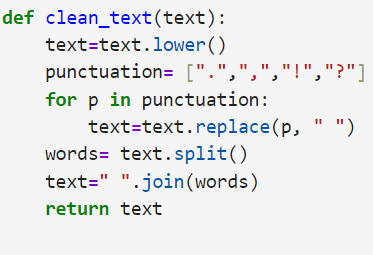 def clean_text(text):
    text=text.lower()
    punctuation= [".",",","!","?"]
    for p in punctuation:
        text=text.replace(p, " ")
    words= text.split()
    text=" ".join(words)
    return text